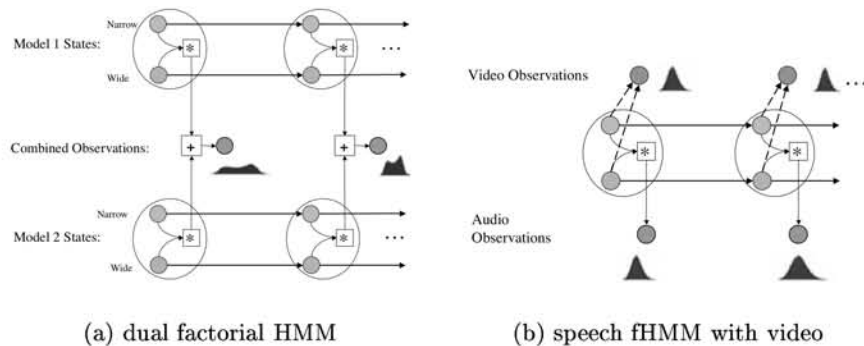 Narrow
Model 1 States:
*
*
...
Wide
Combined Observations:
+
+
Narrow
Model 2 States:
*
*
...
Wide
(a) dual factorial HMM
Video Observations
...
*
*
Audio
Observations
(b) speech fHMM with video